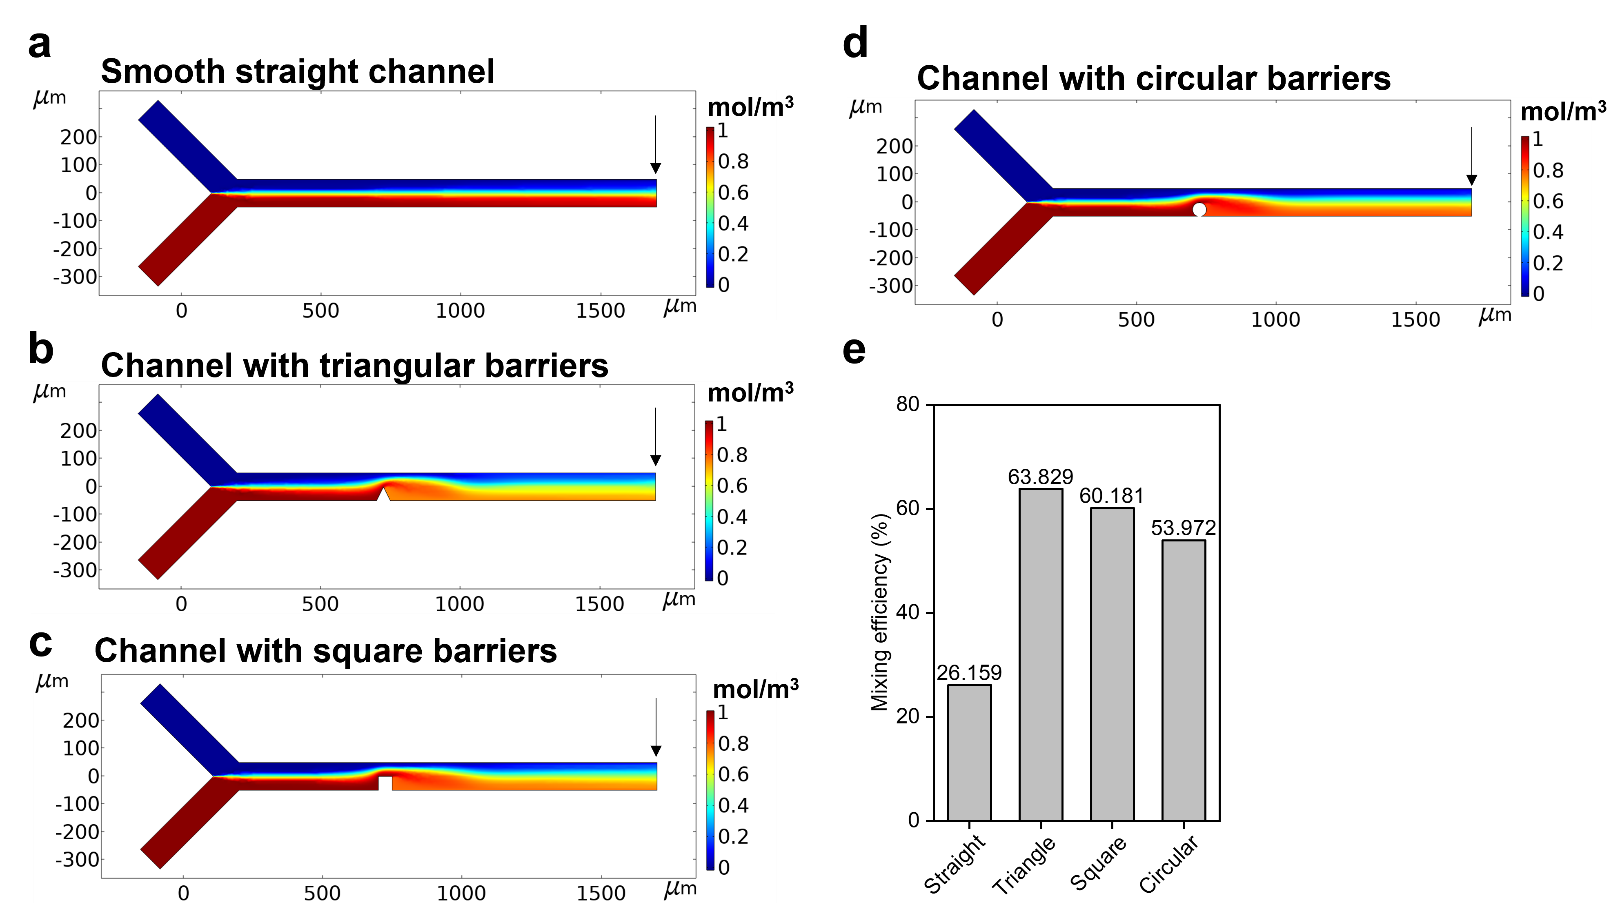 a
Smooth straight channel
μm
mol/m³
200
100
0
-100
-200
-300
0
500
1000
1500
μm
1
0.8
0.6
0.4
0.2
0
b
Channel with triangular barriers
μm
mol/m³
200
100
0
-100
-200
-300
0
500
1000
1500
μm
1
0.8
0.6
0.4
0.2
0
c
Channel with square barriers
μm
mol/m³
200
100
0
-100
-200
-300
0
500
1000
1500
μm
1
0.8
0.6
0.4
0.2
0
d
Channel with circular barriers
μm
mol/m³
200
100
0
-100
-200
-300
0
500
1000
1500
μm
1
0.8
0.6
0.4
0.2
0
e
Mixing efficiency (%)
80
60
40
20
0
26.159
63.829
60.181
53.972
Straight
Triangle
Square
Circular